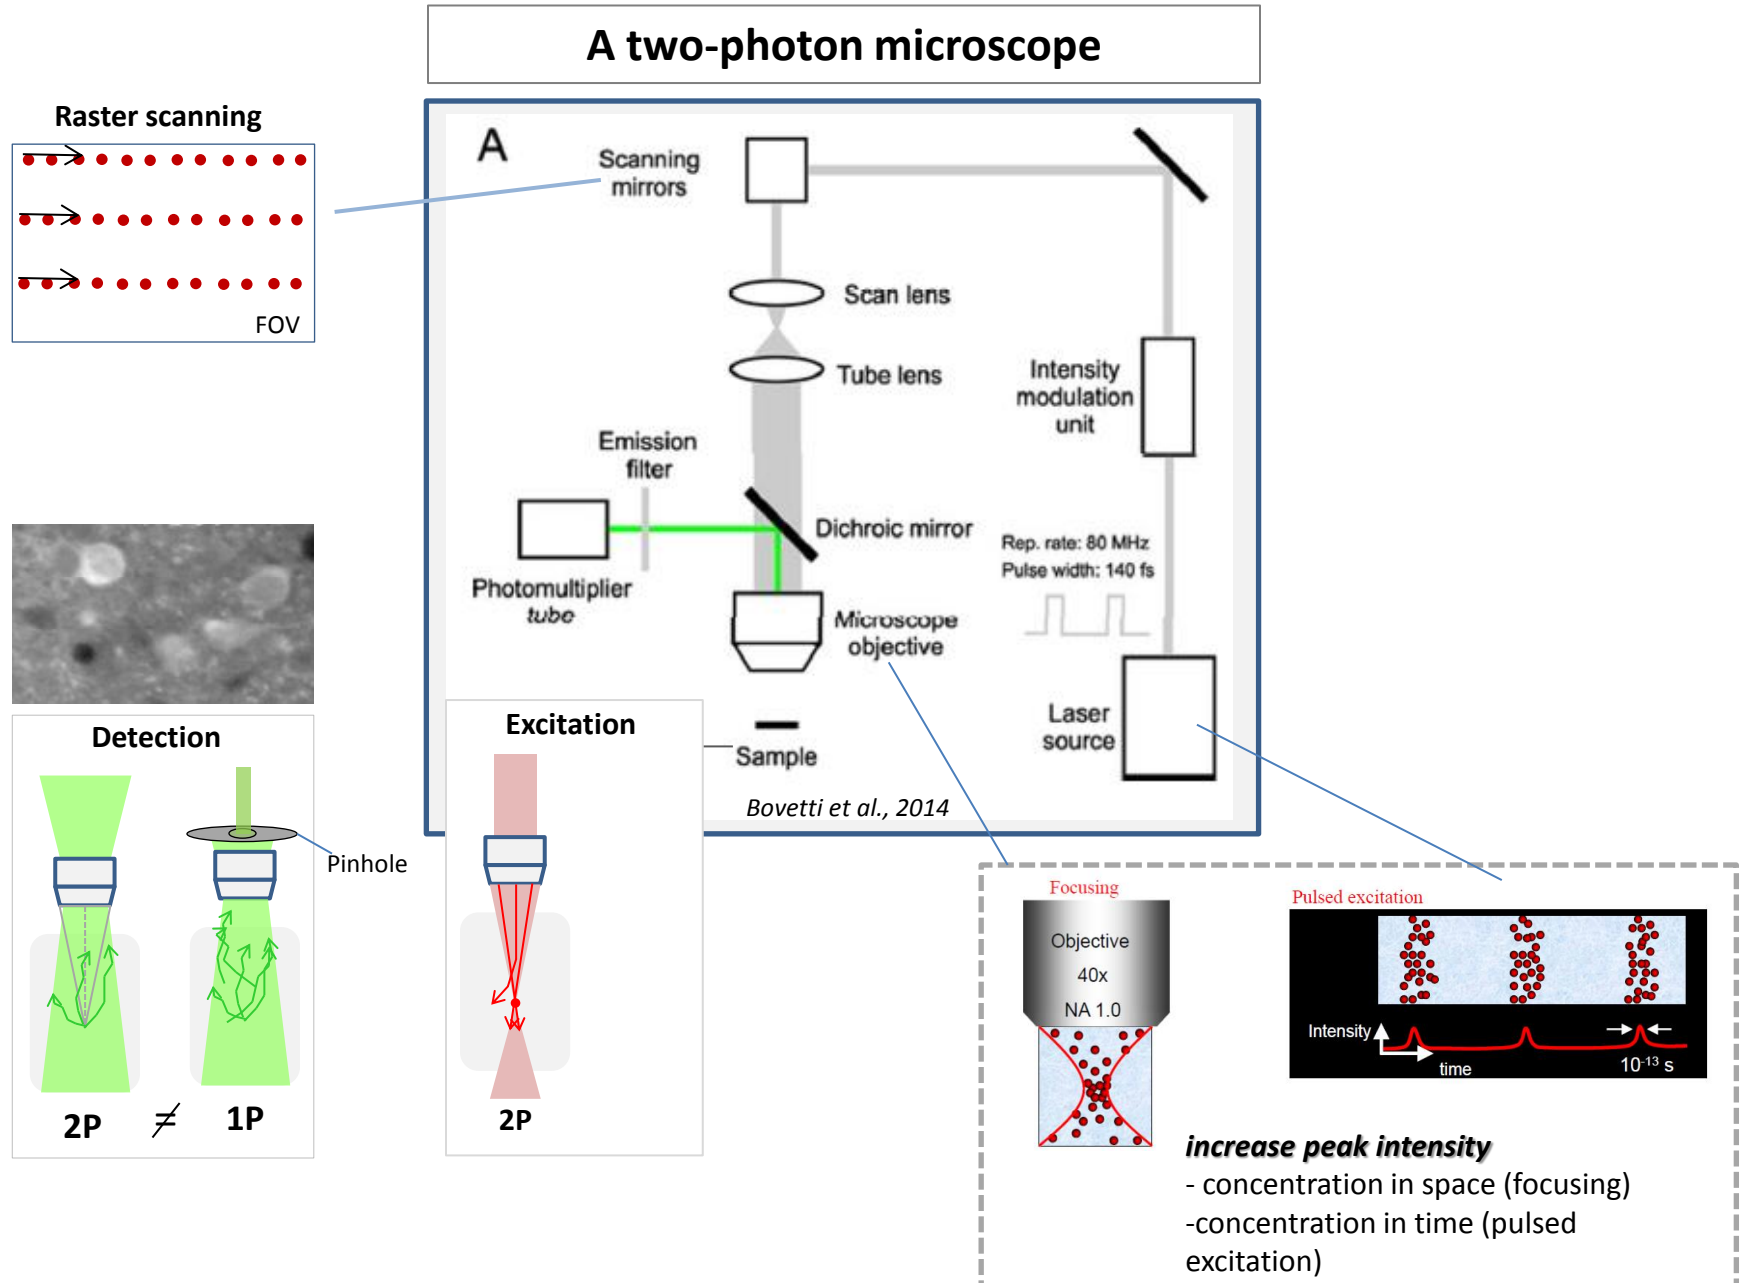 A two-photon microscope
Raster scanning
FOV
A
Scanning
mirrors
Scan lens
Tube lens
Intensity
modulation
unit
Emission
filter
Dichroic mirror
Photomultiplier
tube
Rep. rate: 80 MHz
Pulse width: 140 fs
Microscope
objective
Laser
source
Sample
Bovetti et al., 2014
Detection
Pinhole
2P ≠ 1P
Excitation
2P
Focusing
Objective
40x
NA 1.0
Pulsed excitation
Intensity
time
10⁻¹³ s
increase peak intensity
- concentration in space (focusing)
-concentration in time (pulsed
excitation)